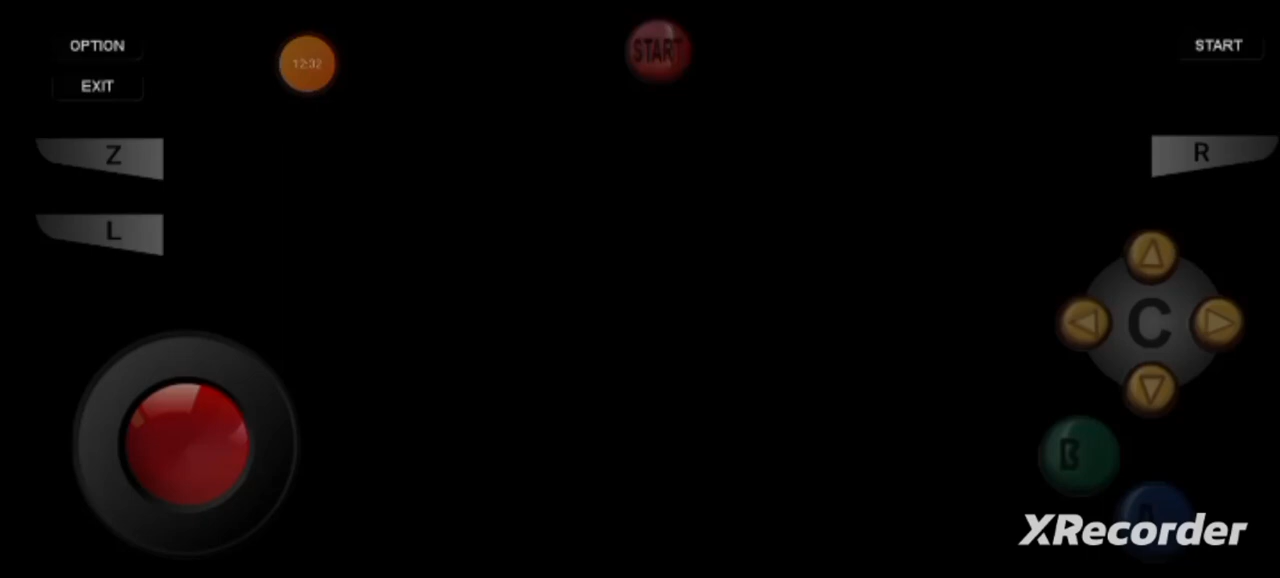 OPTION
12:32
START
START
EXIT
Z
R
L
C
B
A
XRecorder